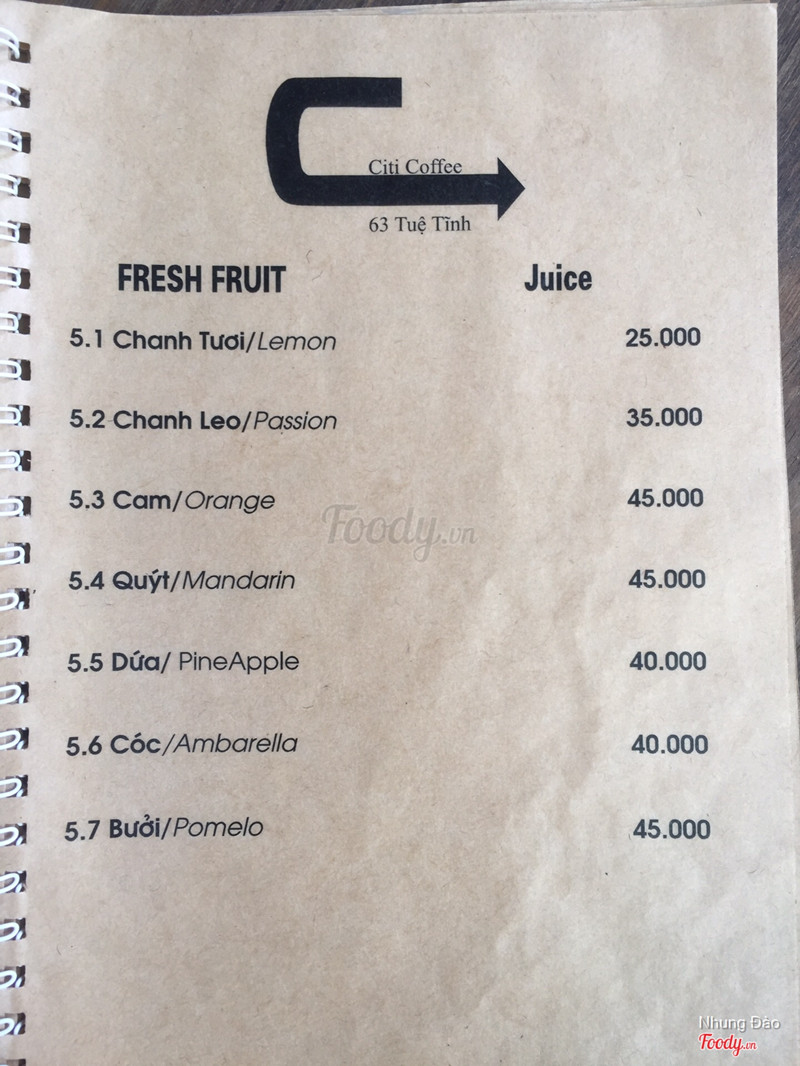 Citi Coffee
63 Tuệ Tĩnh
FRESH FRUIT Juice
5.1 Chanh Tươi/Lemon 25.000
5.2 Chanh Leo/Passion 35.000
5.3 Cam/Orange 45.000
Foody.vn
5.4 Quýt/Mandarin 45.000
5.5 Dứa/ PineApple 40.000
5.6 Cóc/Ambarella 40.000
5.7 Bưởi/Pomelo 45.000
Nhung Đào
Foody.vn